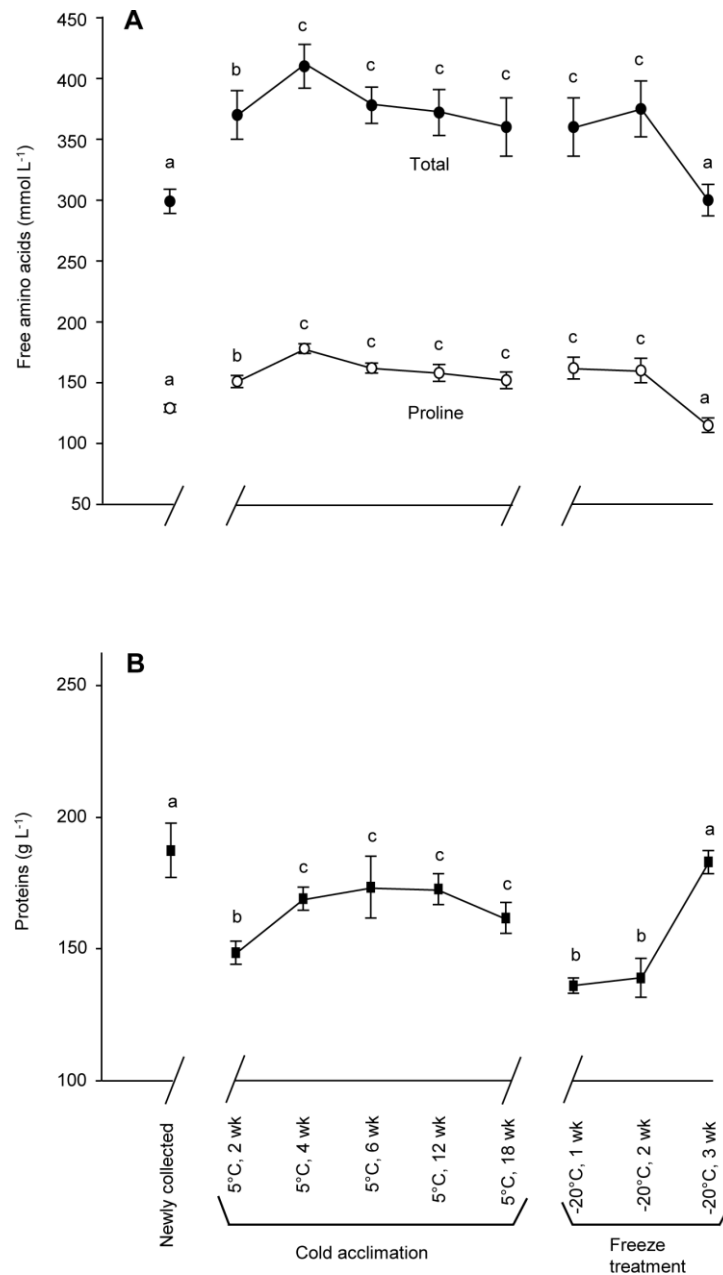 A
450
400
350
300
250
200
150
100
50
Free amino acids (mmol L-1)
a
b
c
c
c
c
c
c
a
Total
a
b
c
c
c
c
c
c
a
Proline
B
250
200
150
100
Proteins (g L-1)
a
b
c
c
c
c
b
b
a
Newly collected
5°C, 2 wk
5°C, 4 wk
5°C, 6 wk
5°C, 12 wk
5°C, 18 wk
-20°C, 1 wk
-20°C, 2 wk
-20°C, 3 wk
Cold acclimation
Freeze
treatment